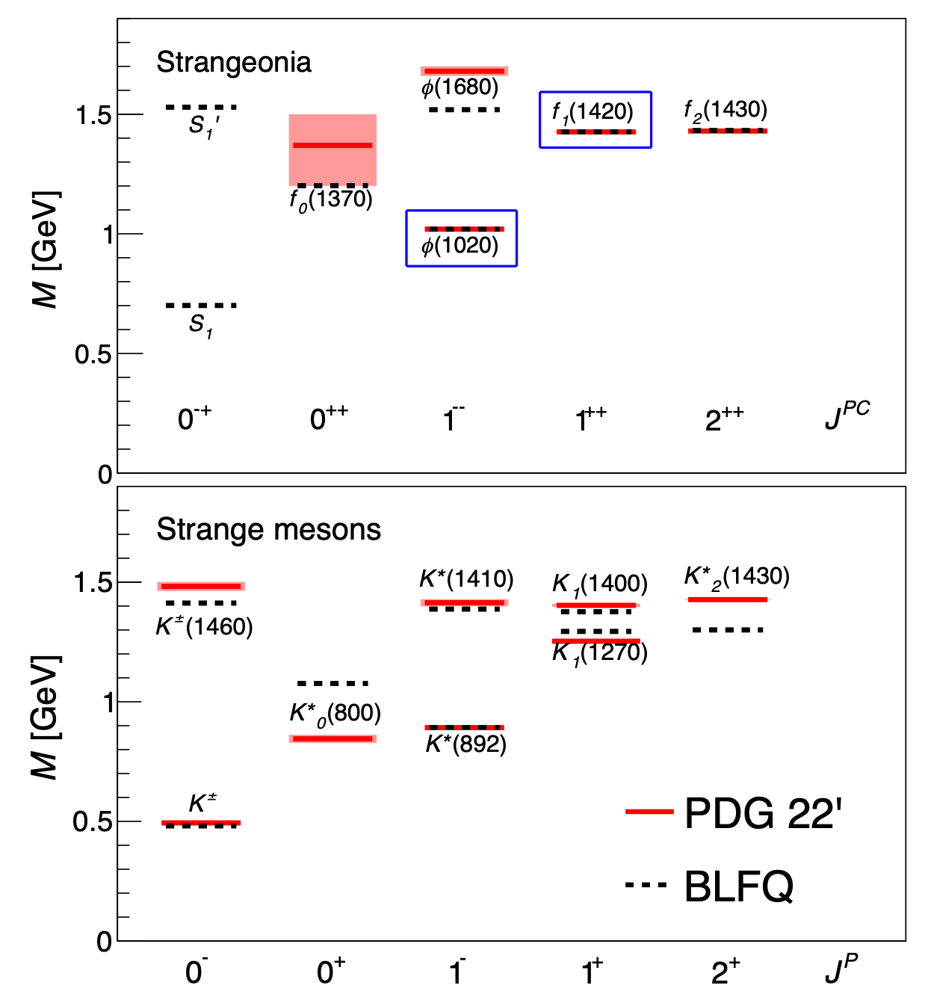 Strangeonia
ϕ(1680)
1.5
S₁'
f₁(1420)
f₂(1430)
f₀(1370)
M [GeV]
1
ϕ(1020)
S₁
0.5
0⁻⁺ 0⁺⁺ 1⁻⁻ 1⁺⁺ 2⁺⁺ Jᴾꟲ
0
Strange mesons
1.5
K*(1410)
K₁(1400)
K*₂(1430)
K±(1460)
K₁(1270)
M [GeV]
1
K*₀(800)
K*(892)
K±
0.5
PDG 22'
BLFQ
0
0⁻ 0⁺ 1⁻ 1⁺ 2⁺ Jᴾ